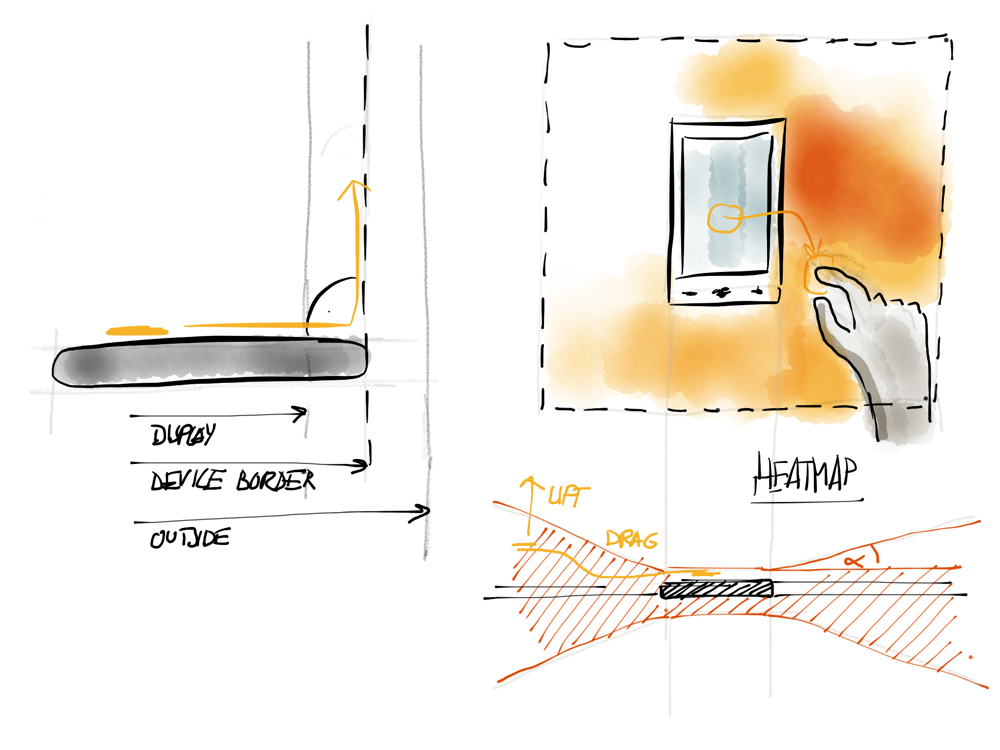 DISPLAY
DEVICE BORDER
OUTSIDE
HEATMAP
LIFT
DRAG
α